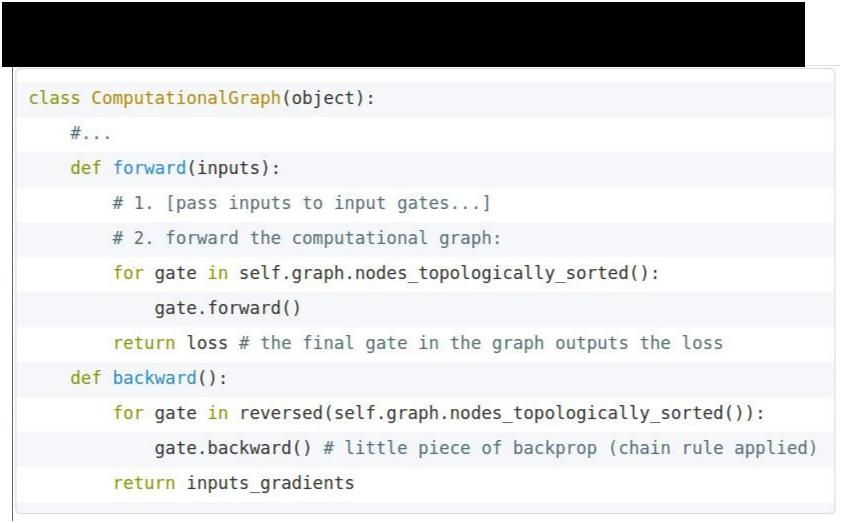 class ComputationalGraph(object):
    #...
    def forward(inputs):
        # 1. [pass inputs to input gates...]
        # 2. forward the computational graph:
        for gate in self.graph.nodes_topologically_sorted():
            gate.forward()
        return loss # the final gate in the graph outputs the loss
    def backward():
        for gate in reversed(self.graph.nodes_topologically_sorted()):
            gate.backward() # little piece of backprop (chain rule applied)
        return inputs_gradients